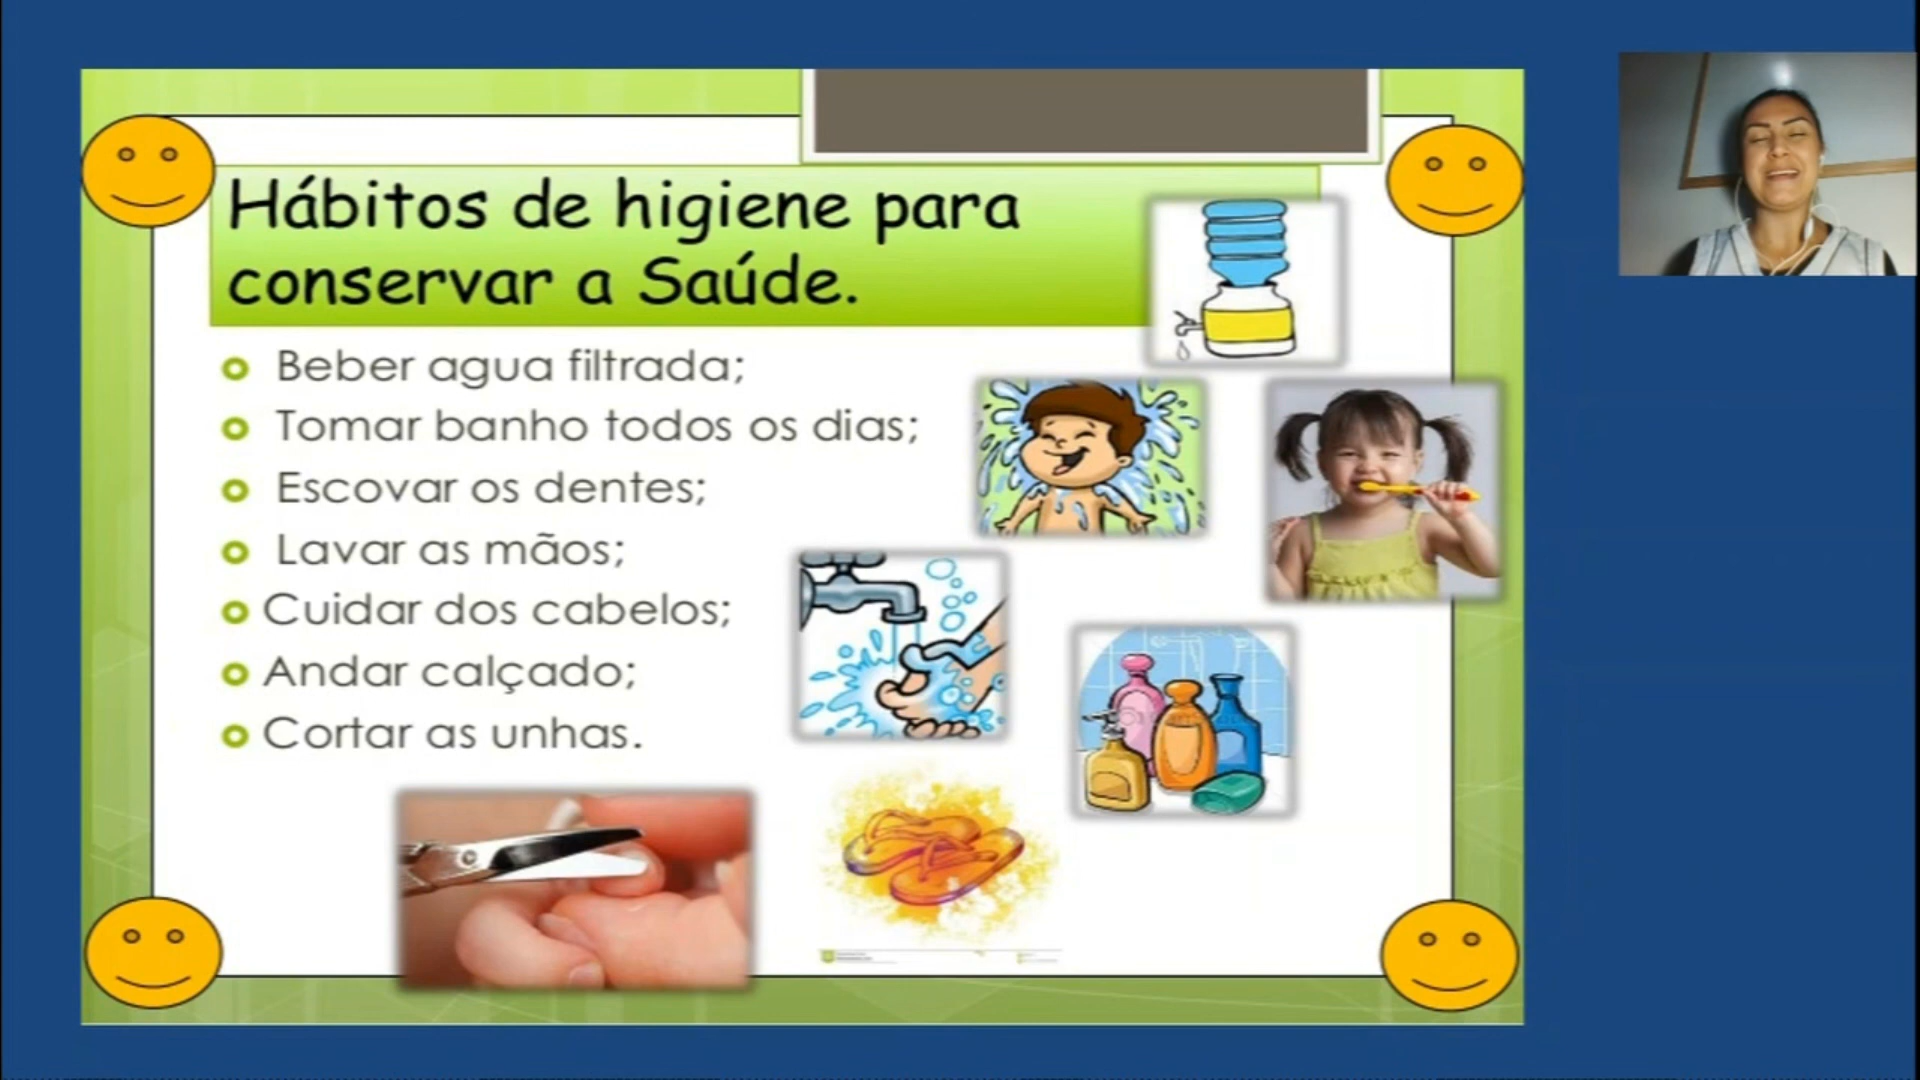 Hábitos de higiene para
conservar a Saúde.
Beber agua filtrada;
Tomar banho todos os dias;
Escovar os dentes;
Lavar as mãos;
Cuidar dos cabelos;
Andar calçado;
Cortar as unhas.